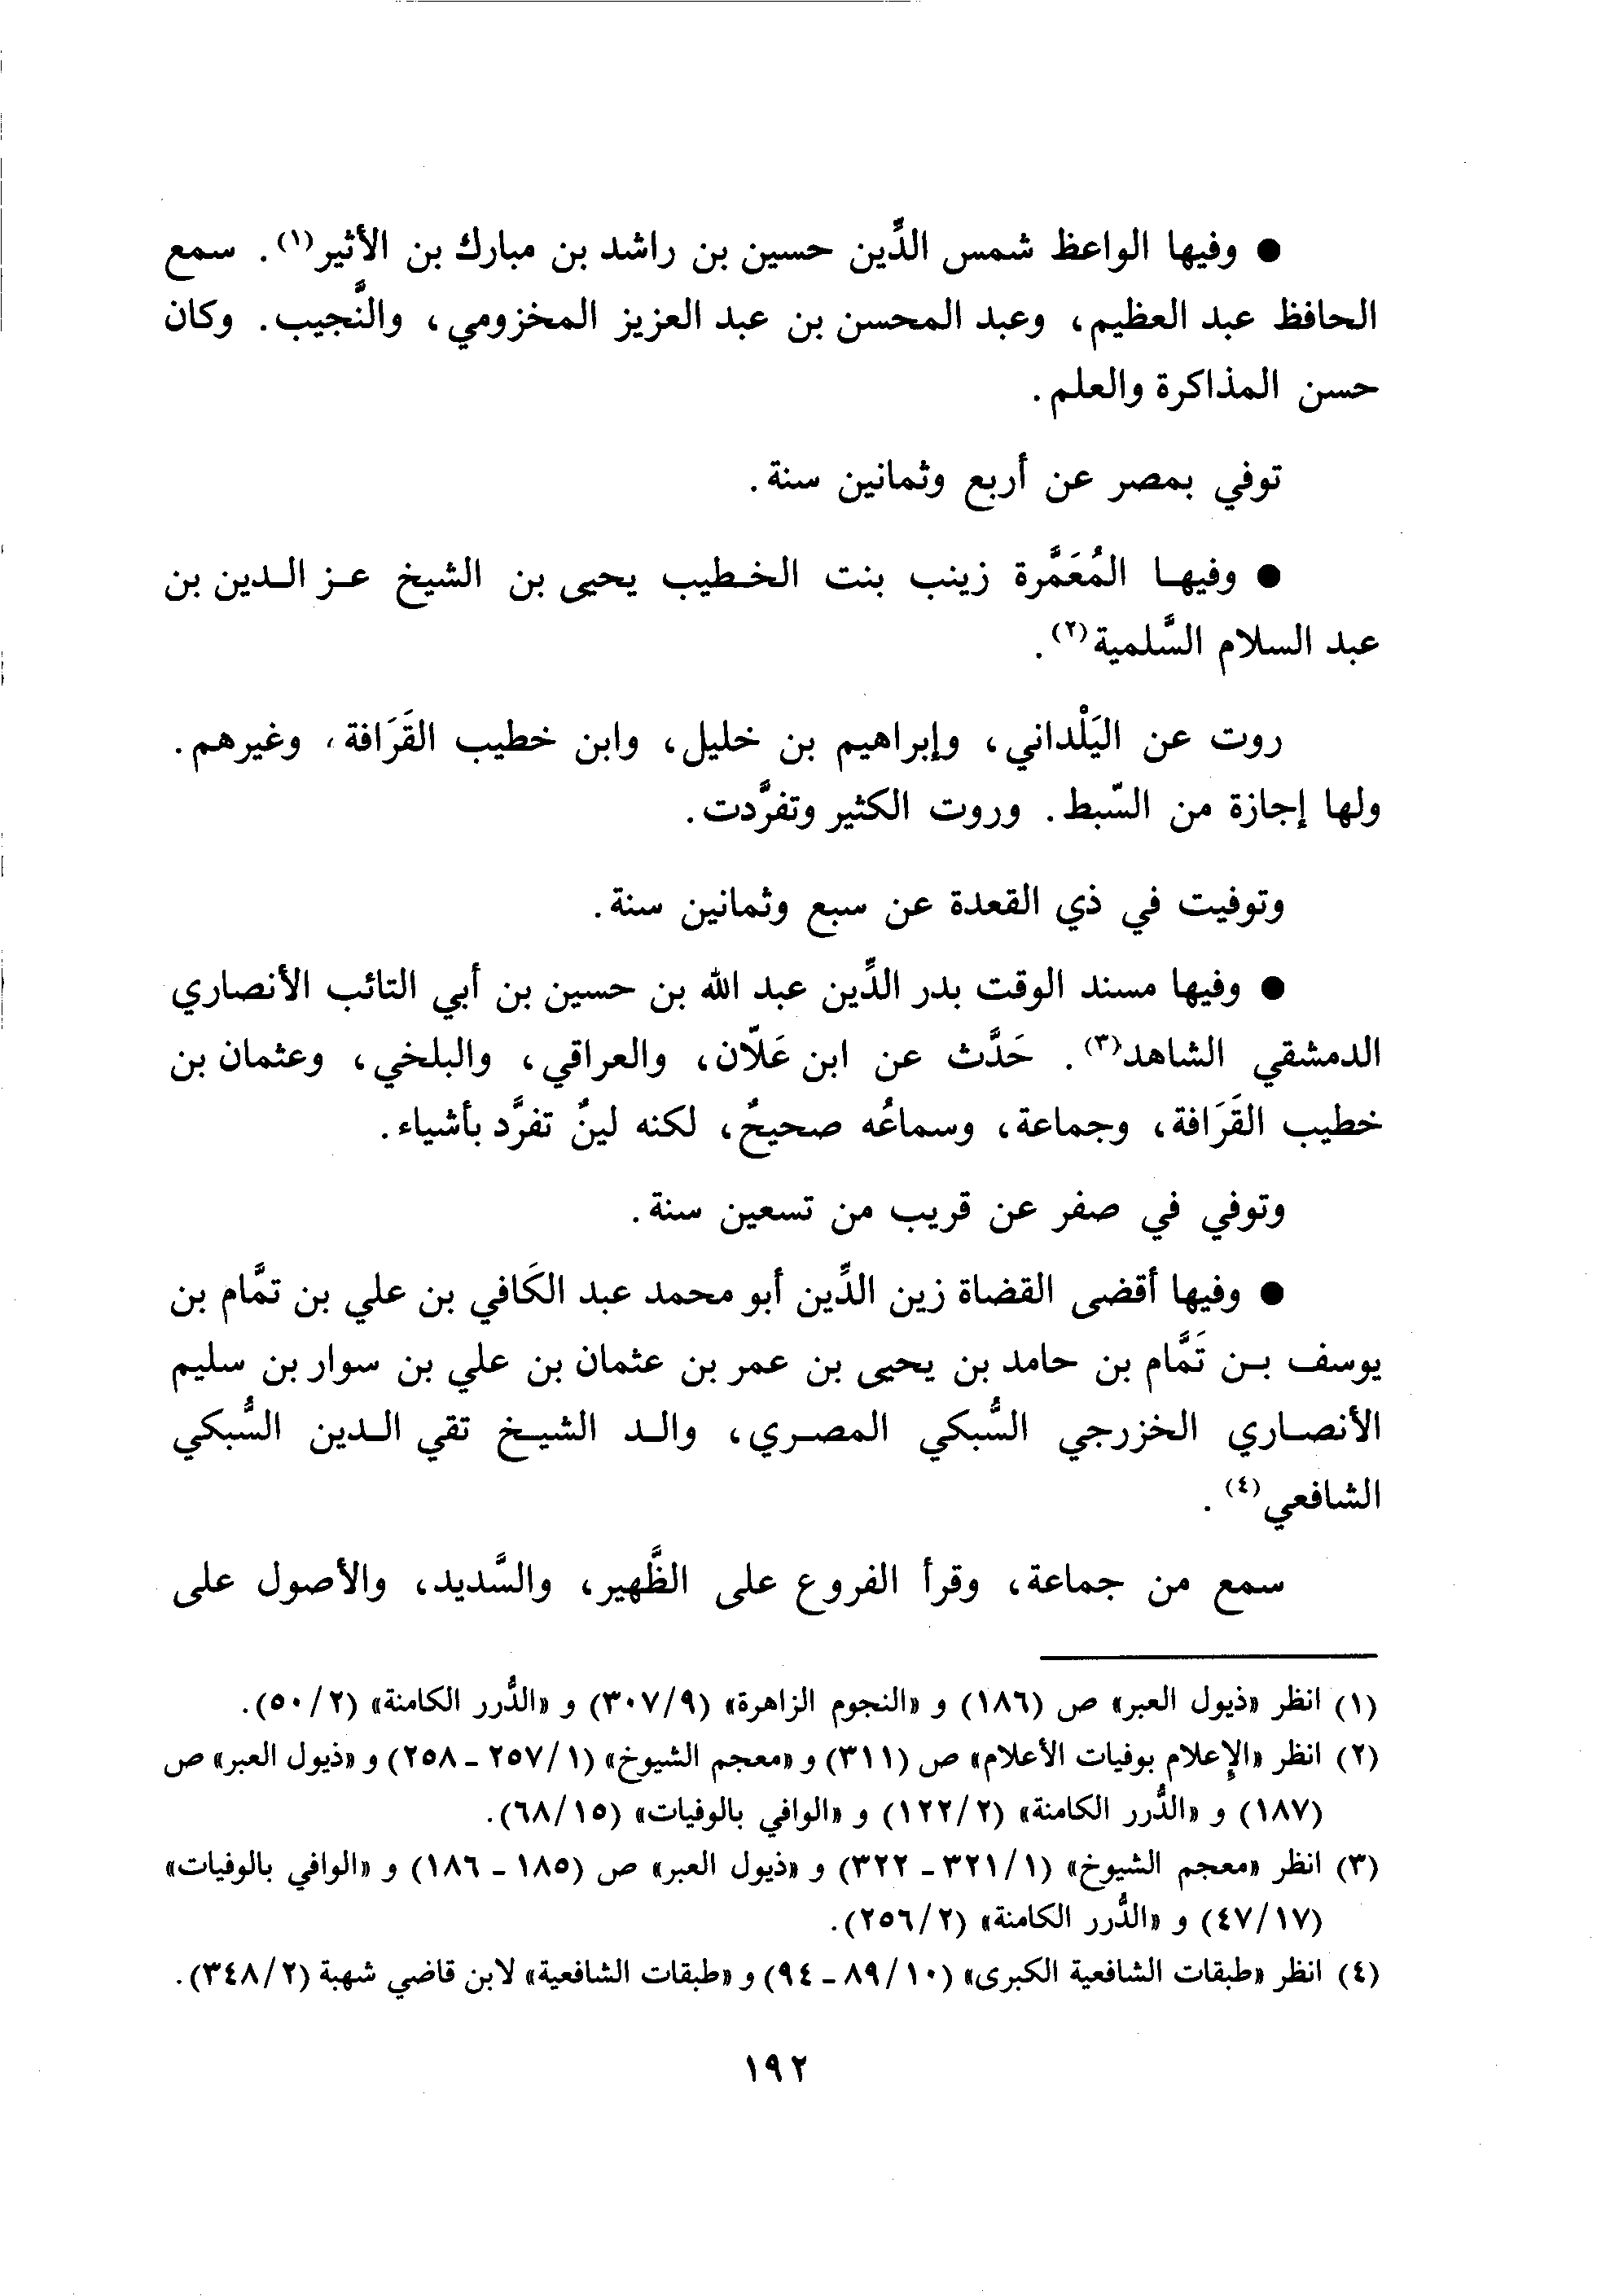 ● وفيها الواعظ شمس الدِّين حسين بن راشد بن مبارك بن الأثير(١). سمع
الحافظ عبد العظيم، وعبد المحسن بن عبد العزيز المخزومي، والنَّجيب. وكان
حسن المذاكرة والعلم.
توفي بمصر عن أربع وثمانين سنة.
● وفيها المُعَمَّرة زينب بنت الخطيب يحيى بن الشيخ عز الدين بن
عبد السلام السَّلمية(٢).
روت عن اليَلْداني، وإبراهيم بن خليل، وابن خطيب القَرَافة، وغيرهم.
ولها إجازة من السّبط. وروت الكثير وتفرَّدت.
وتوفيت في ذي القعدة عن سبع وثمانين سنة.
● وفيها مسند الوقت بدر الدِّين عبد الله بن حسين بن أبي التائب الأنصاري
الدمشقي الشاهد(٣). حَدَّث عن ابن عَلاّن، والعراقي، والبلخي، وعثمان بن
خطيب القَرَافة، وجماعة، وسماعُه صحيحٌ، لكنه لينٌ تفرَّد بأشياء.
وتوفي في صفر عن قريب من تسعين سنة.
● وفيها أقضى القضاة زين الدِّين أبو محمد عبد الكَافي بن علي بن تمَّام بن
يوسف بن تَمَّام بن حامد بن يحيى بن عمر بن عثمان بن علي بن سوار بن سليم
الأنصاري الخزرجي السُّبكي المصري، والد الشيخ تقي الدين السُّبكي
الشافعي(٤).
سمع من جماعة، وقرأ الفروع على الظَّهير، والسَّديد، والأصول على
(١) انظر «ذيول العبر» ص (١٨٦) و «النجوم الزاهرة» (٣٠٧/٩) و «الدُّرر الكامنة» (٥٠/٢).
(٢) انظر «الإعلام بوفيات الأعلام» ص (٣١١) و «معجم الشيوخ» (٢٥٧/١ - ٢٥٨) و «ذيول العبر» ص
(١٨٧) و «الدُّرر الكامنة» (١٢٢/٢) و «الوافي بالوفيات» (٦٨/١٥).
(٣) انظر «معجم الشيوخ» (٣٢١/١ - ٣٢٢) و «ذيول العبر» ص (١٨٥ - ١٨٦) و «الوافي بالوفيات»
(٤٧/١٧) و «الدُّرر الكامنة» (٢٥٦/٢).
(٤) انظر «طبقات الشافعية الكبرى» (٨٩/١٠ - ٩٤) و «طبقات الشافعية» لابن قاضي شهبة (٣٤٨/٢).
١٩٢